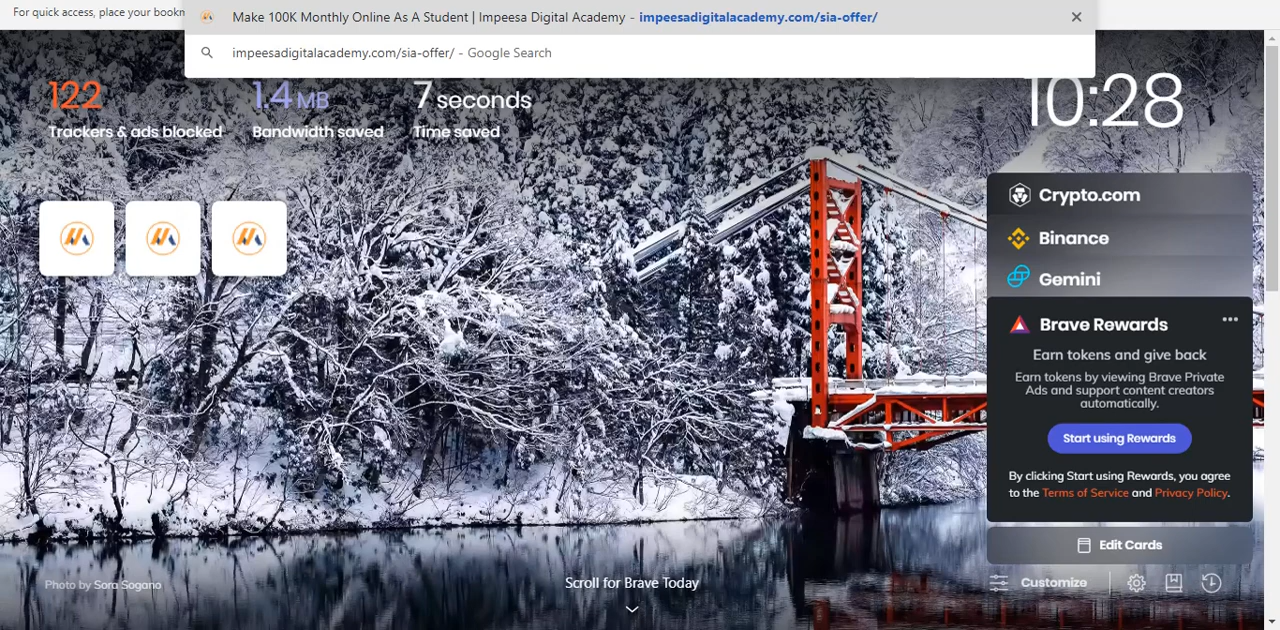 For quick access, place your bookm
Make 100K Monthly Online As A Student | Impeesa Digital Academy - impeesadigitalacademy.com/sia-offer/
impeesadigitalacademy.com/sia-offer/ - Google Search
122
Trackers & ads blocked
1.4 MB
Bandwidth saved
7 seconds
Time saved
10:28
Crypto.com
Binance
Gemini
Brave Rewards
Earn tokens and give back
Earn tokens by viewing Brave Private
Ads and support content creators
automatically.
Start using Rewards
By clicking Start using Rewards, you agree
to the Terms of Service and Privacy Policy.
Edit Cards
Photo by Sora Sogano
Scroll for Brave Today
Customize